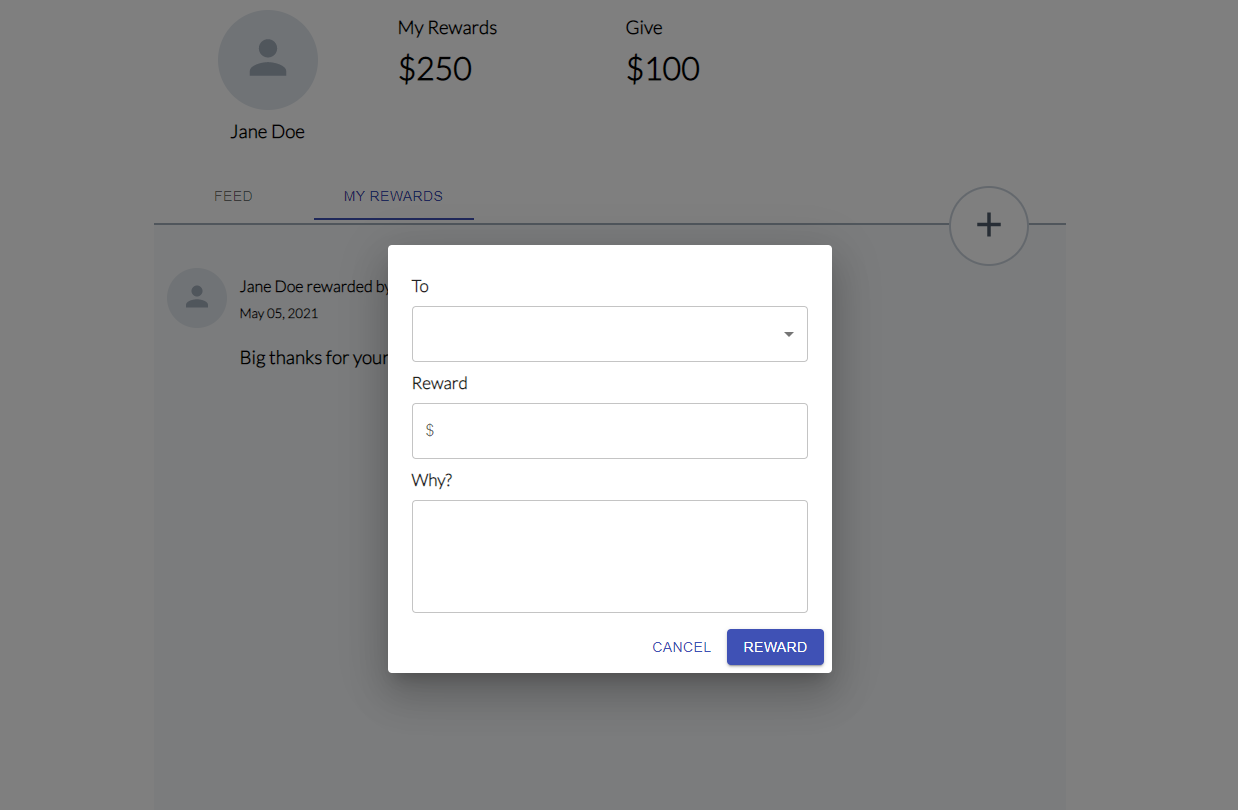 My Rewards
Give
$250
$100
Jane Doe
FEED
MY REWARDS
+
Jane Doe rewarded by
May 05, 2021
Big thanks for your
To
Reward
$
Why?
CANCEL
REWARD